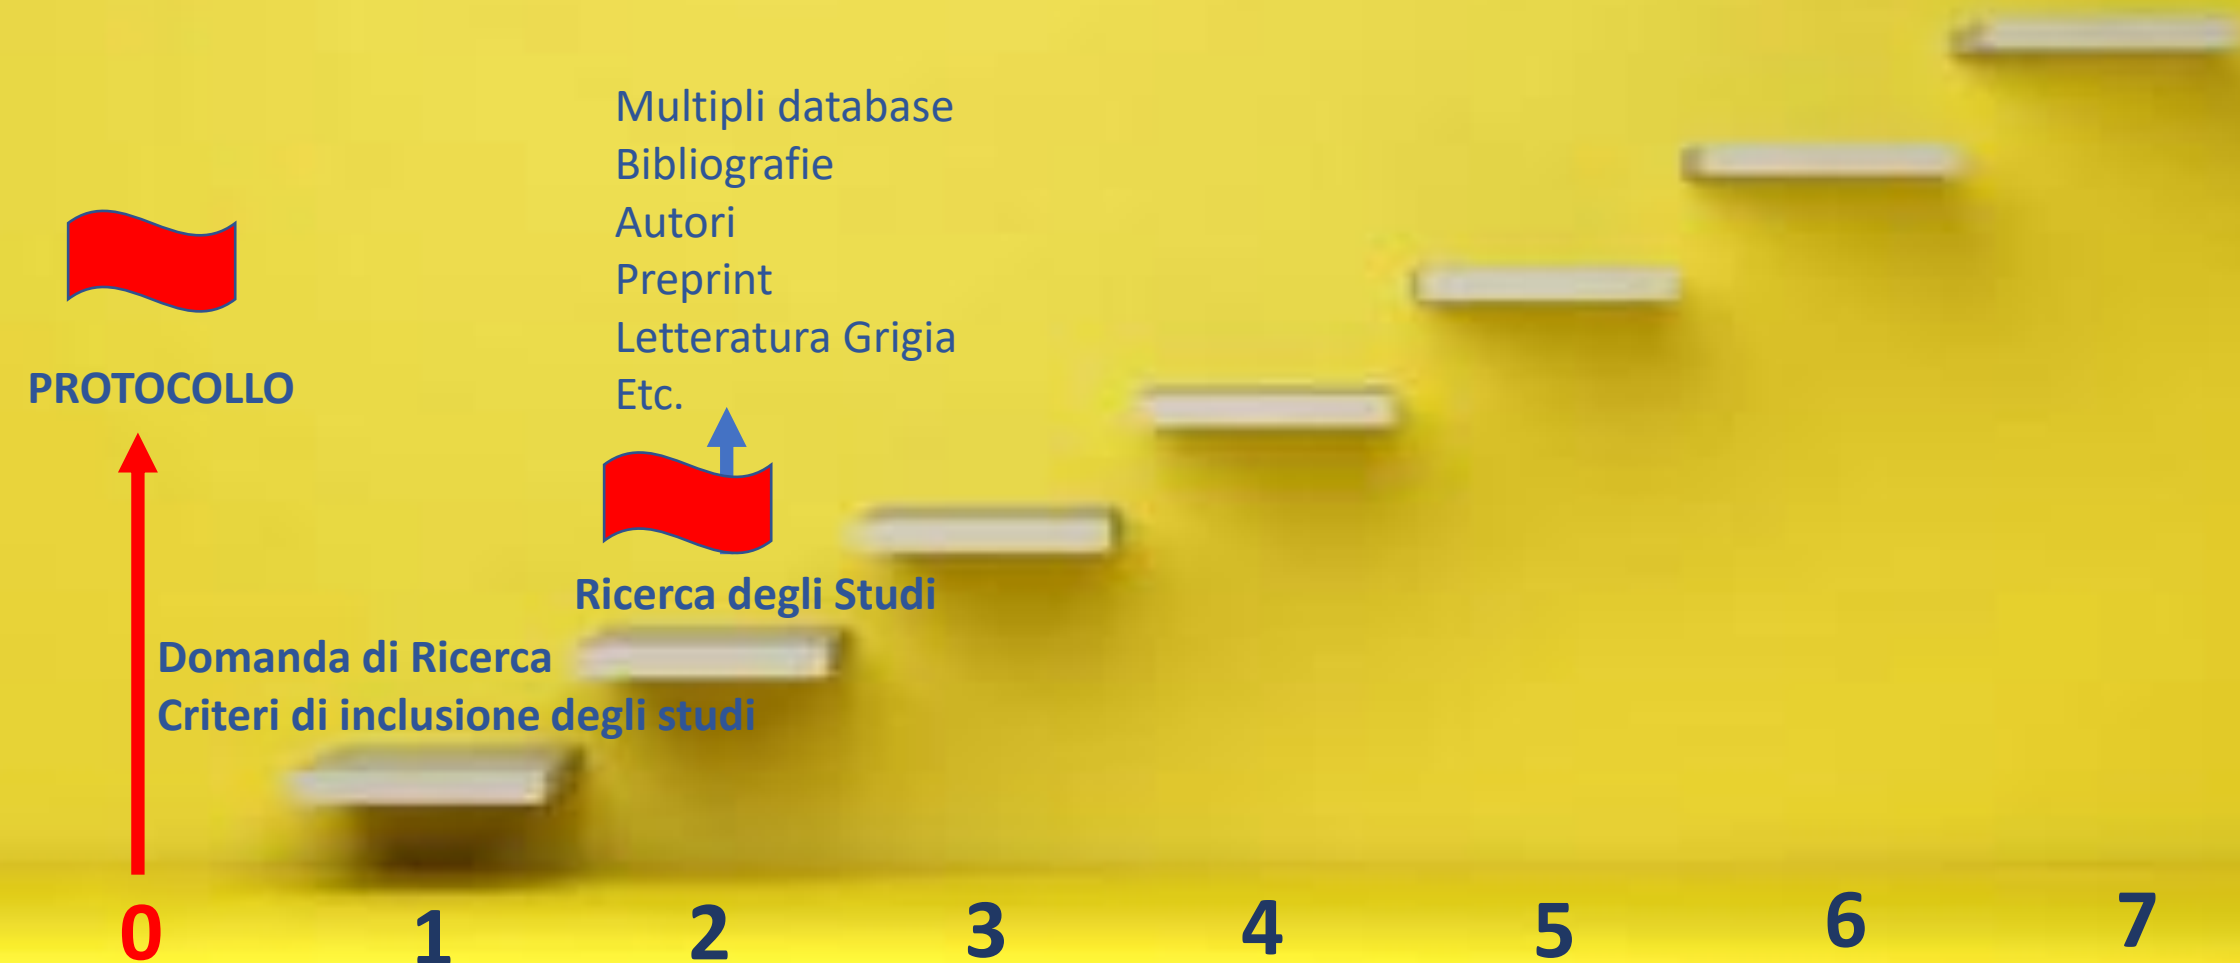 Multipli database
Bibliografie
Autori
Preprint
Letteratura Grigia
Etc.
PROTOCOLLO
Ricerca degli Studi
Domanda di Ricerca
Criteri di inclusione degli studi
0 1 2 3 4 5 6 7